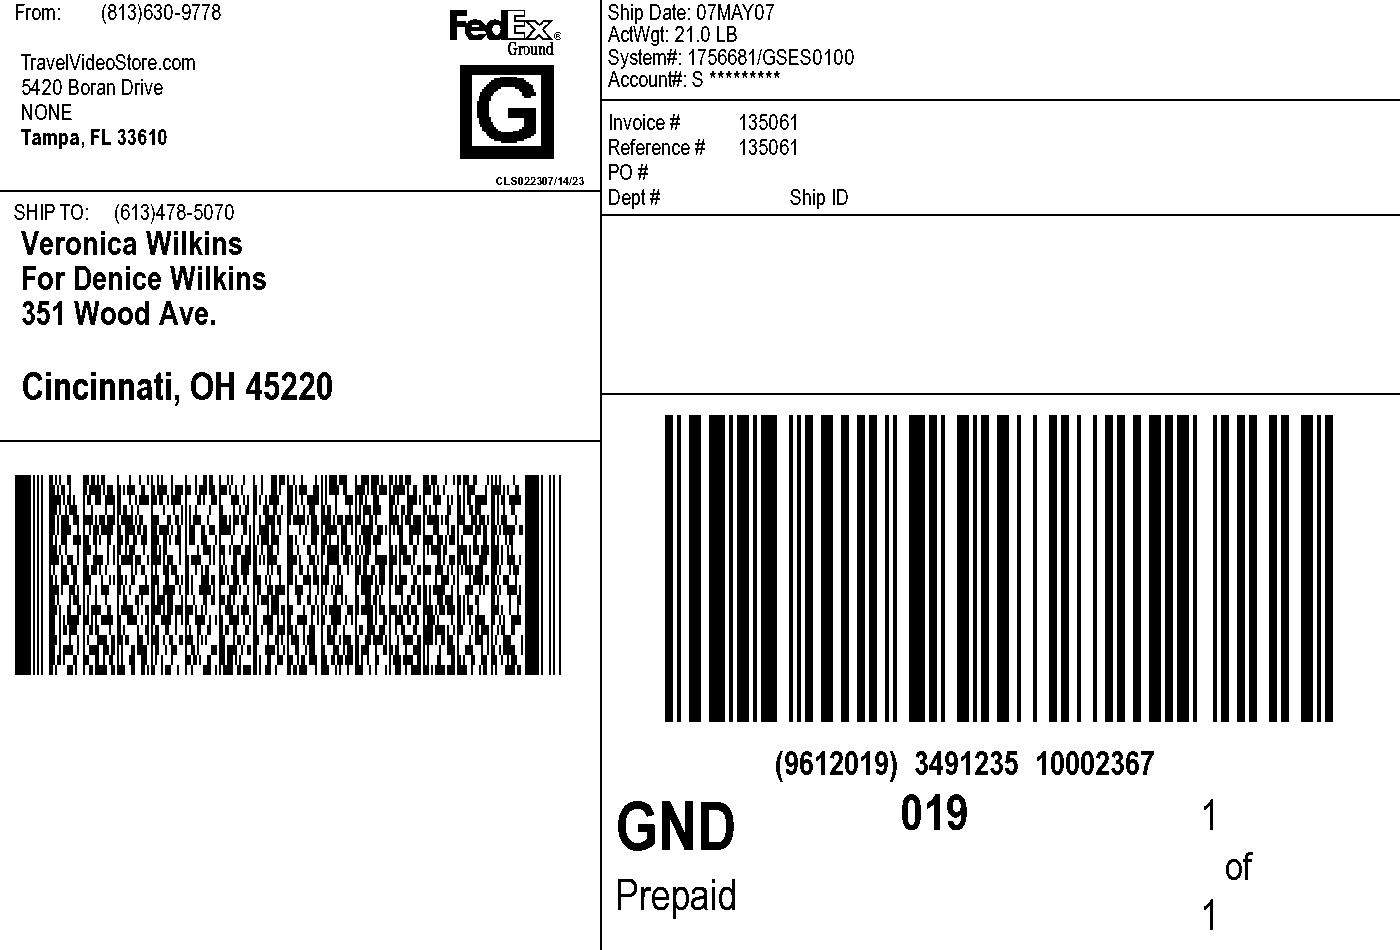 From: (813)630-9778
TravelVideoStore.com
5420 Boran Drive
NONE
Tampa, FL 33610
FedEx®
Ground
G
CLS022307/14/23
Ship Date: 07MAY07
ActWgt: 21.0 LB
System#: 1756681/GSES0100
Account#: S *********
Invoice # 135061
Reference # 135061
PO #
Dept # Ship ID
SHIP TO: (613)478-5070
Veronica Wilkins
For Denice Wilkins
351 Wood Ave.
Cincinnati, OH 45220
(9612019) 3491235 10002367
GND 019 1
of
Prepaid 1